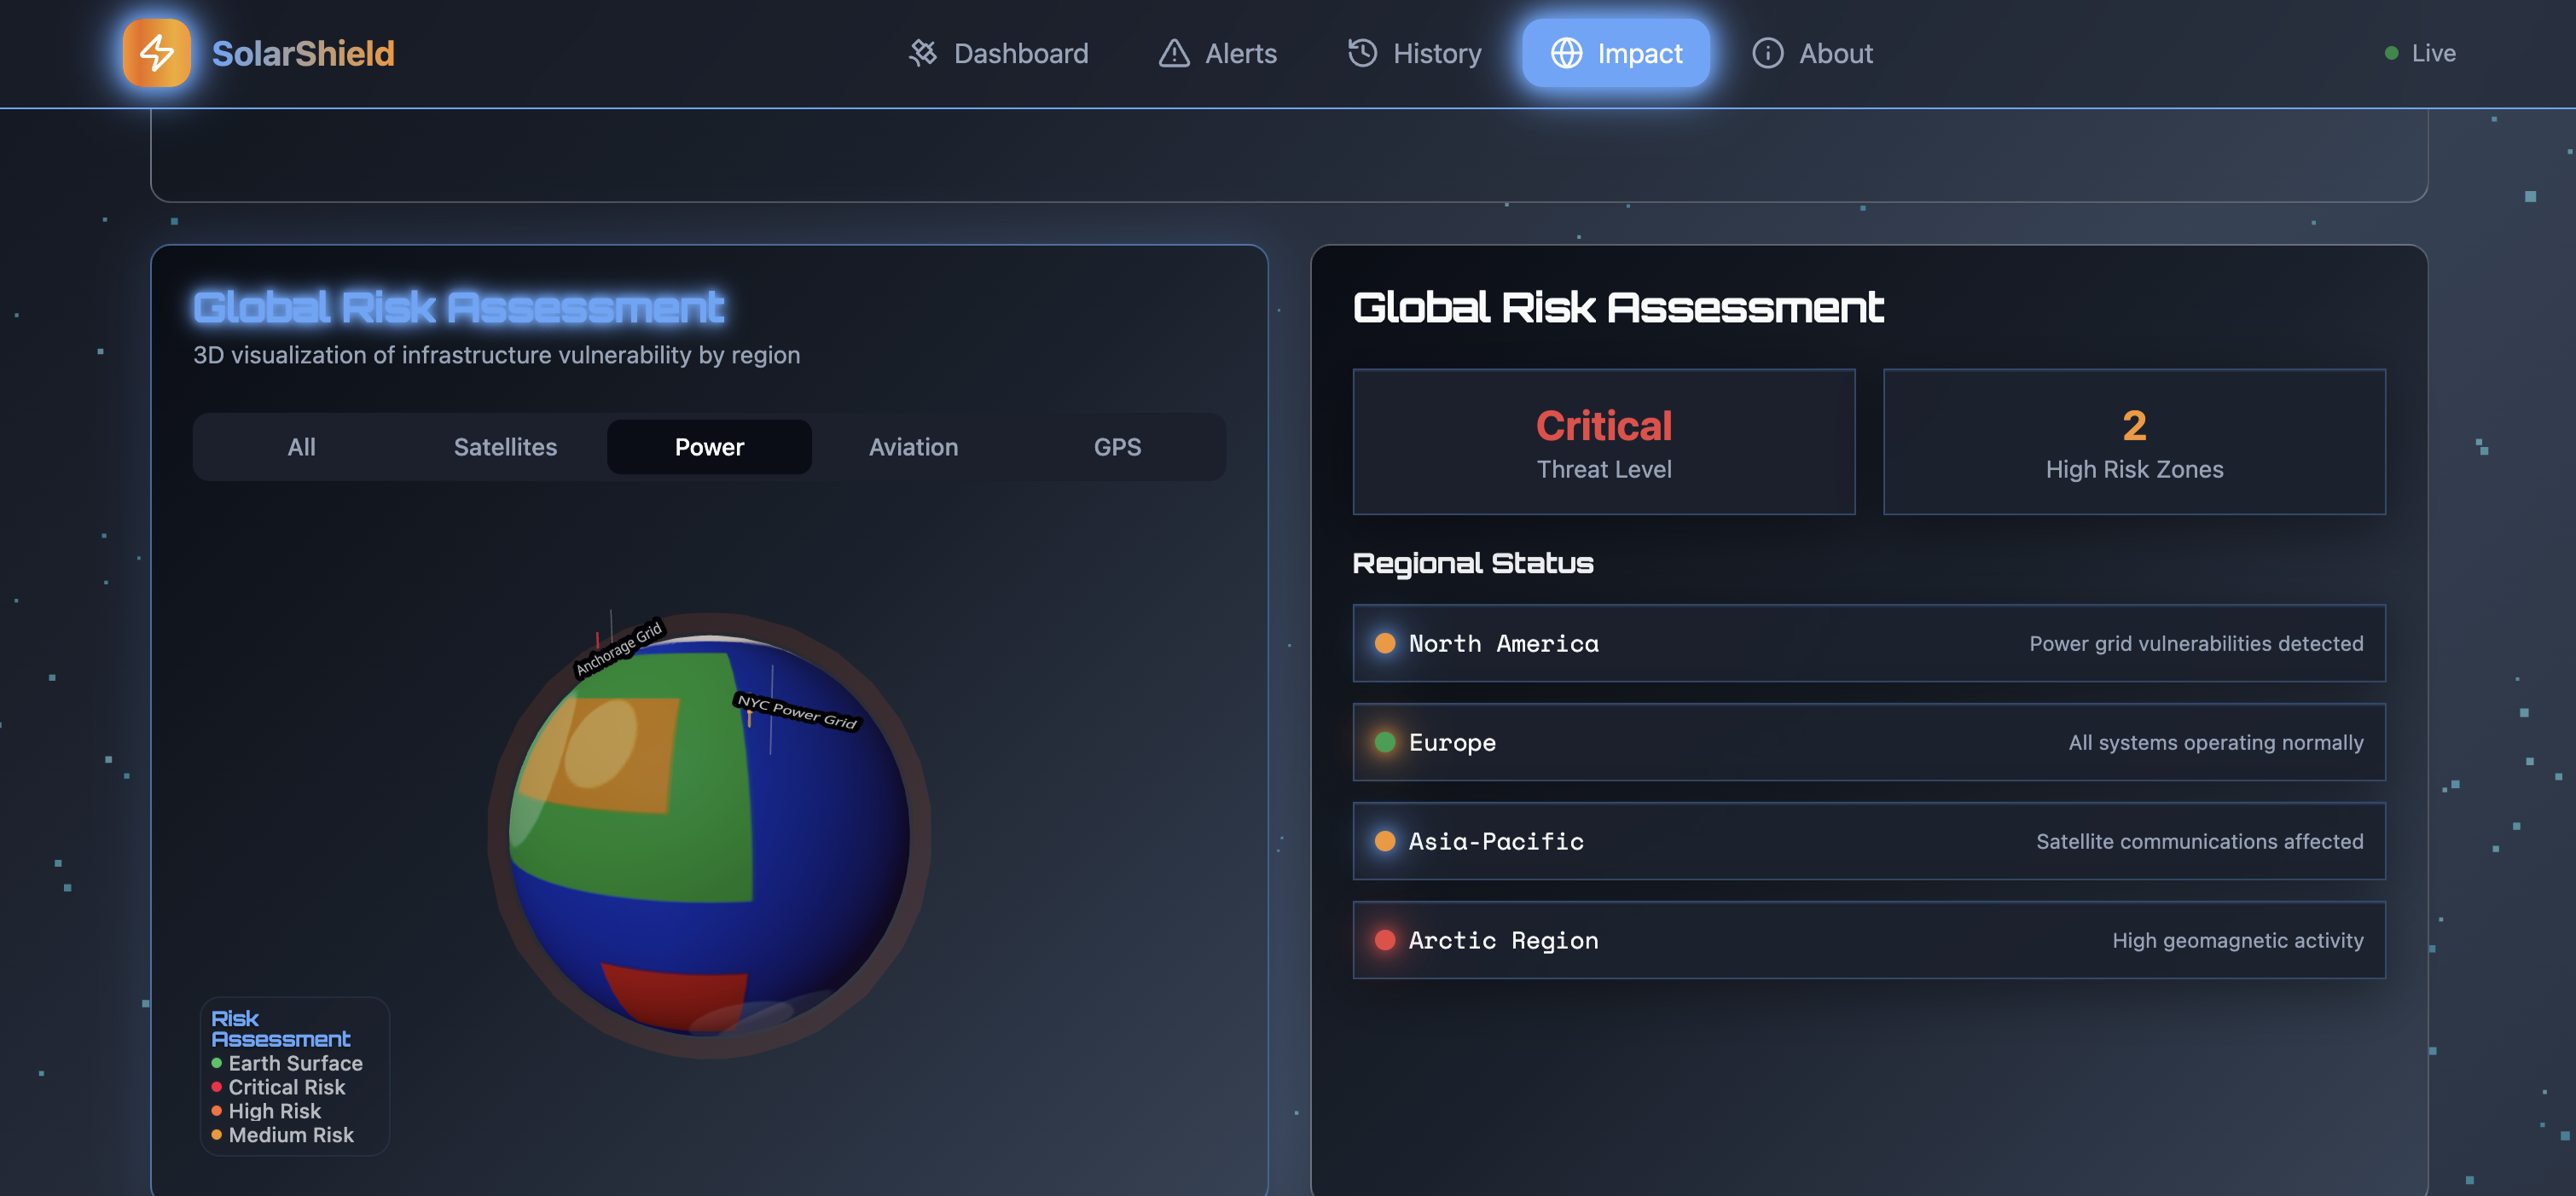 SolarShield
Dashboard
Alerts
History
Impact
About
Live
Global Risk Assessment
3D visualization of infrastructure vulnerability by region
All
Satellites
Power
Aviation
GPS
Anchorage Grid
NYC Power Grid
Risk
Assessment
Earth Surface
Critical Risk
High Risk
Medium Risk
Global Risk Assessment
Critical
Threat Level
2
High Risk Zones
Regional Status
North America
Power grid vulnerabilities detected
Europe
All systems operating normally
Asia-Pacific
Satellite communications affected
Arctic Region
High geomagnetic activity